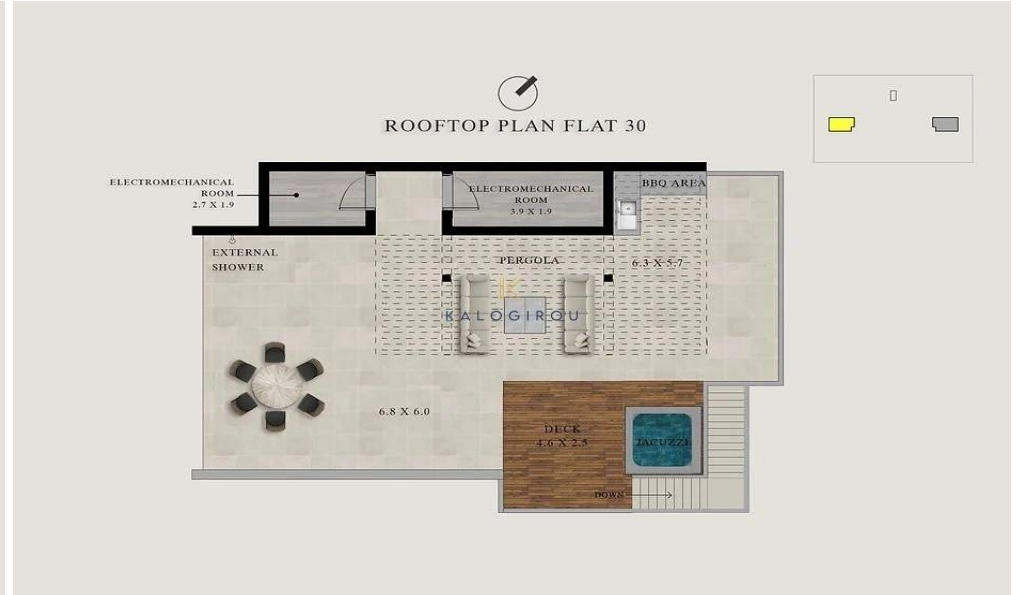 ROOFTOP PLAN FLAT 30
ELECTROMECHANICAL
ROOM
2.7 X 1.9
ELECTROMECHANICAL
ROOM
3.9 X 1.9
BBQ AREA
EXTERNAL
SHOWER
PERGOLA
6.3 X 5.7
KALOGIROU
6.8 X 6.0
DECK
4.6 X 2.5
JACUZZI
DOWN